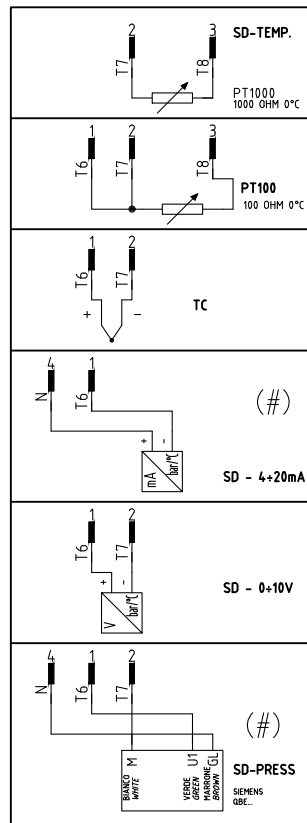 2 3 SD-TEMP.
T7 T8
PT1000
1000 OHM 0°C
1 2 3
T6 T7 T8
PT100
100 OHM 0°C
1 2
T6 T7
+ -
TC
4 1
N T6
(#)
+ -
mA bar/°C
SD - 4÷20mA
1 2
T6 T7
+ -
V bar/°C
SD - 0÷10V
4 1 2
N T6 T7
(#)
M U1 GL
BIANCO
WHITE
VERDE
GREEN
MARRONE
BROWN
SD-PRESS
SIEMENS
QBE...